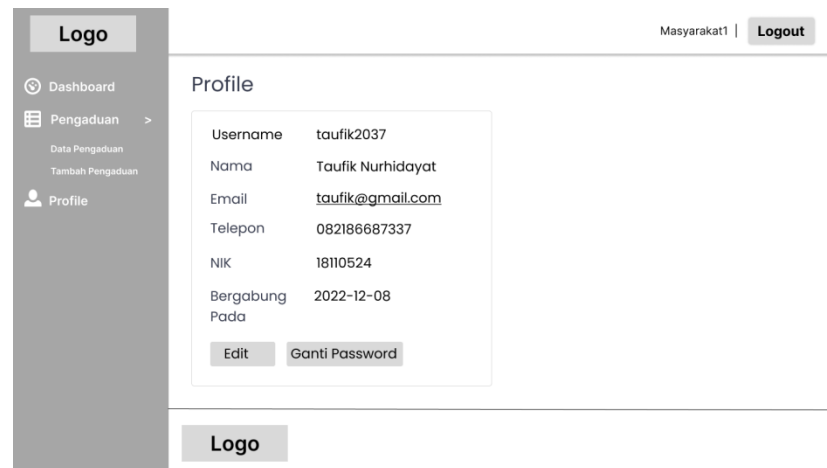 Logo
Masyarakat1 |
Logout
Dashboard
Pengaduan >
Data Pengaduan
Tambah Pengaduan
Profile
Profile
Username taufik2037
Nama Taufik Nurhidayat
Email taufik@gmail.com
Telepon 082186687337
NIK 18110524
Bergabung Pada 2022-12-08
Edit
Ganti Password
Logo